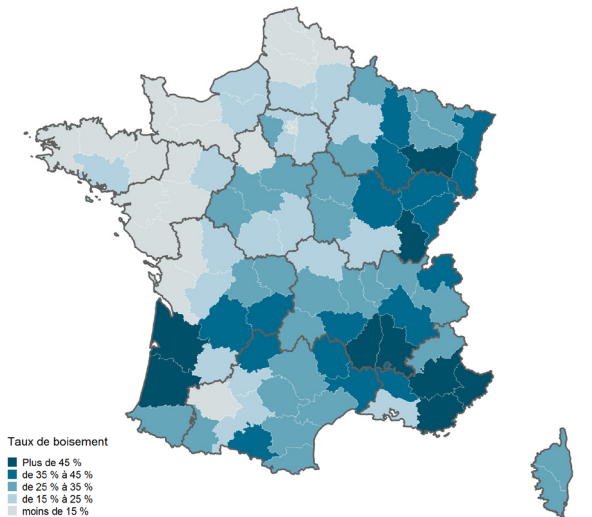 Taux de boisement
Plus de 45 %
de 35 % à 45 %
de 25 % à 35 %
de 15 % à 25 %
moins de 15 %